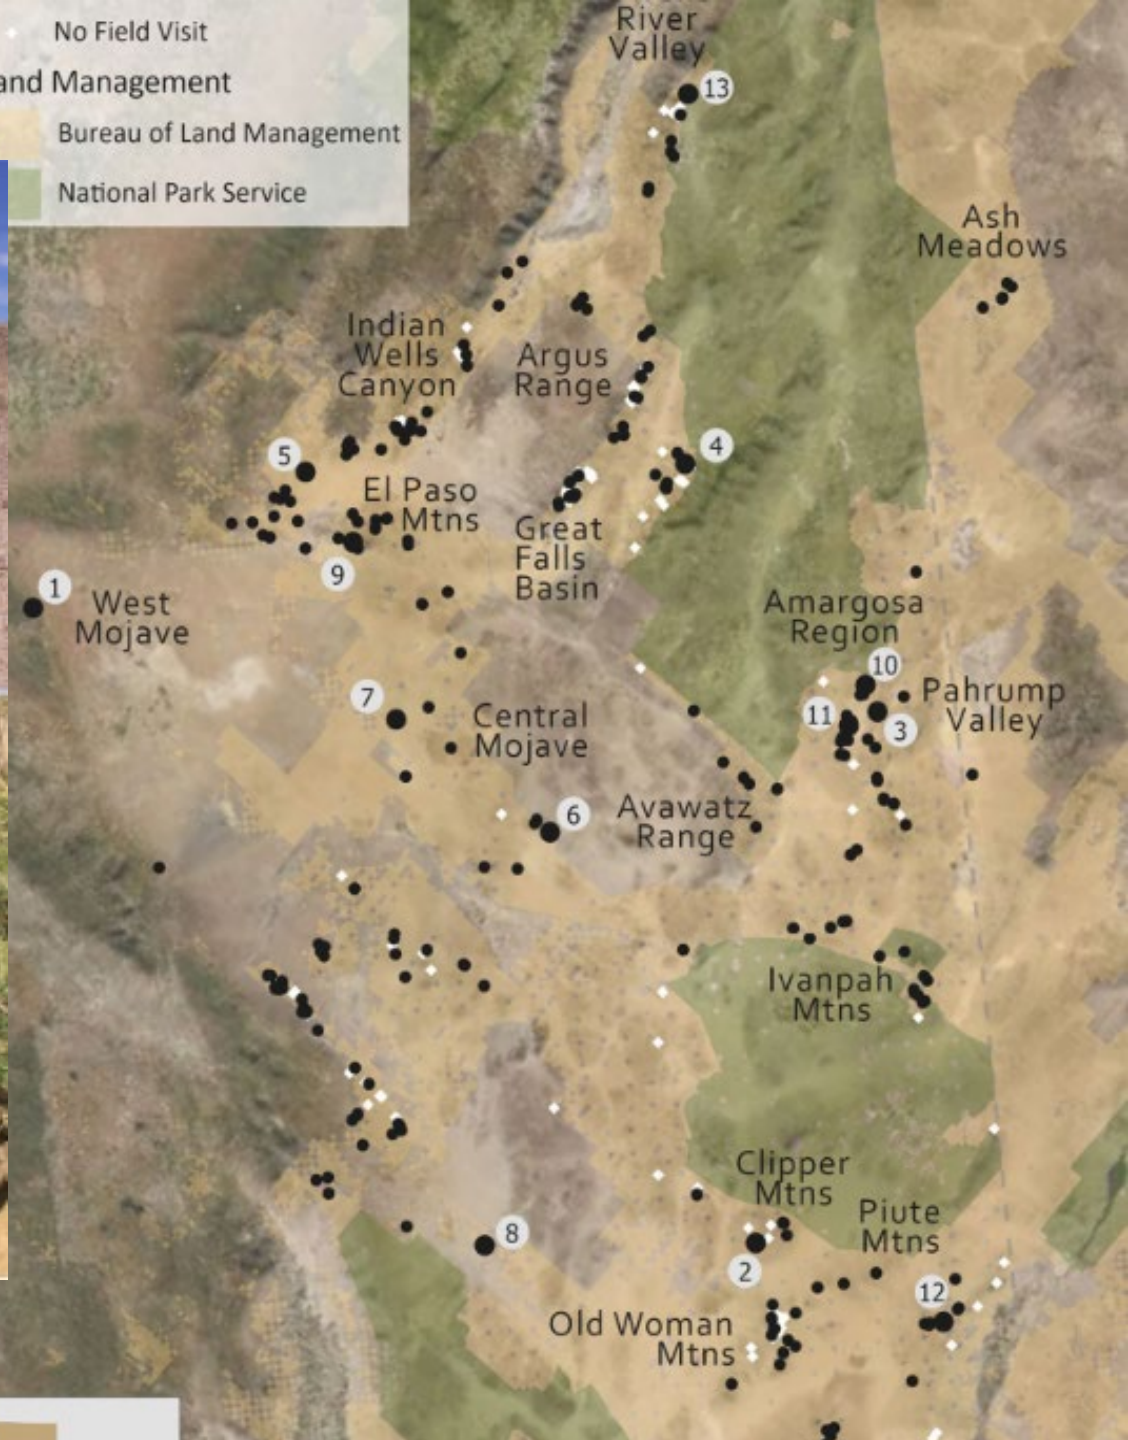 No Field Visit
and Management
Bureau of Land Management
National Park Service
River
Valley
13
Ash
Meadows
Indian
Wells
Canyon
Argus
Range
5
4
El Paso
Mtns
Great
Falls
Basin
9
1
West
Mojave
Amargosa
Region
10
7
Central
Mojave
11
3
Pahrump
Valley
6
Avawatz
Range
Ivanpah
Mtns
Clipper
Mtns
Piute
Mtns
8
2
12
Old Woman
Mtns